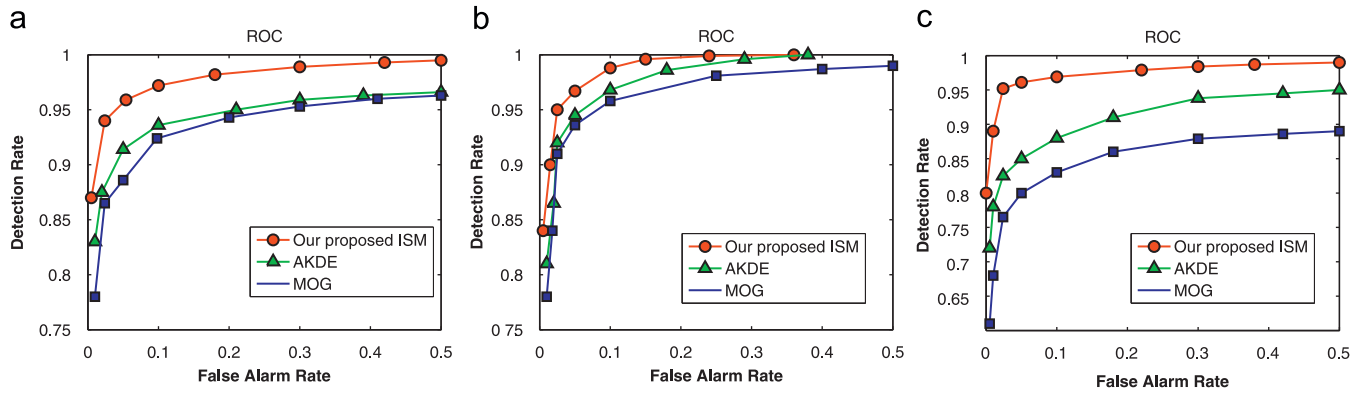 a
ROC
1
0.95
0.9
0.85
0.8
0.75
Detection Rate
0
0.1
0.2
0.3
0.4
0.5
False Alarm Rate
Our proposed ISM
AKDE
MOG
b
ROC
1
0.95
0.9
0.85
0.8
0.75
Detection Rate
0
0.1
0.2
0.3
0.4
0.5
False Alarm Rate
Our proposed ISM
AKDE
MOG
c
ROC
1
0.95
0.9
0.85
0.8
0.75
0.7
0.65
Detection Rate
0
0.1
0.2
0.3
0.4
0.5
False Alarm Rate
Our proposed ISM
AKDE
MOG